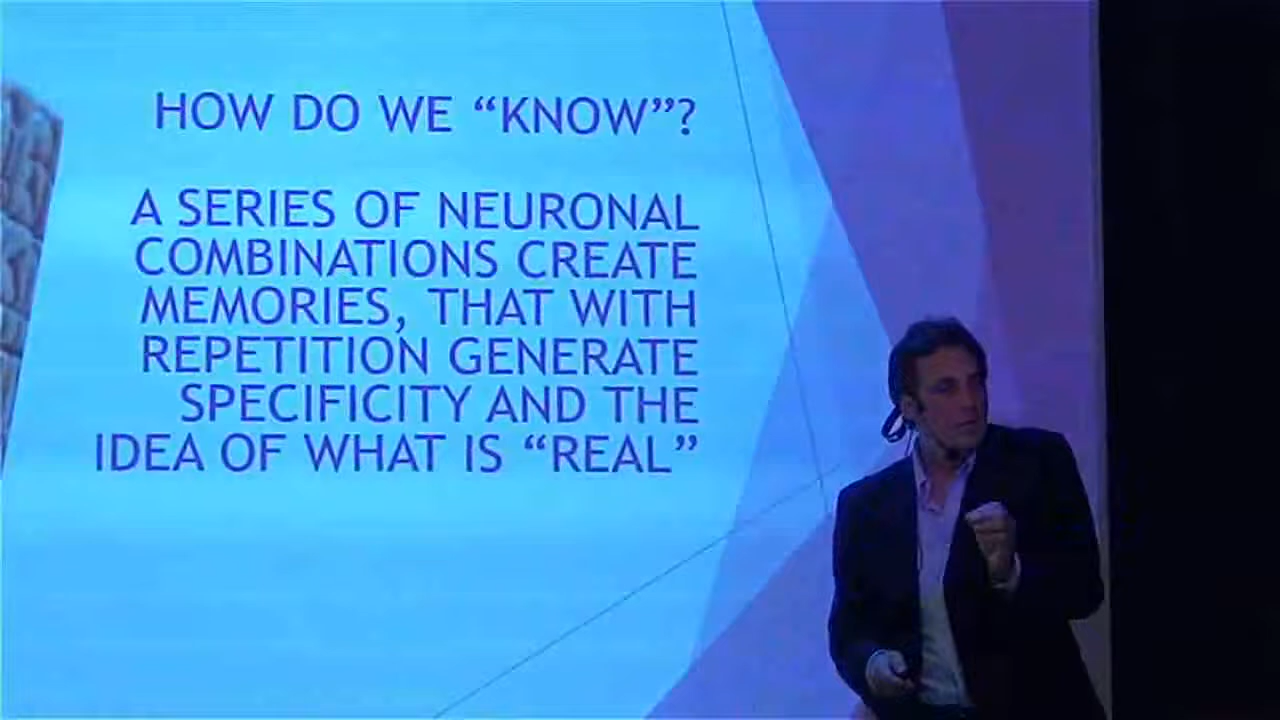 HOW DO WE “KNOW”?
A SERIES OF NEURONAL
COMBINATIONS CREATE
MEMORIES, THAT WITH
REPETITION GENERATE
SPECIFICITY AND THE
IDEA OF WHAT IS “REAL”